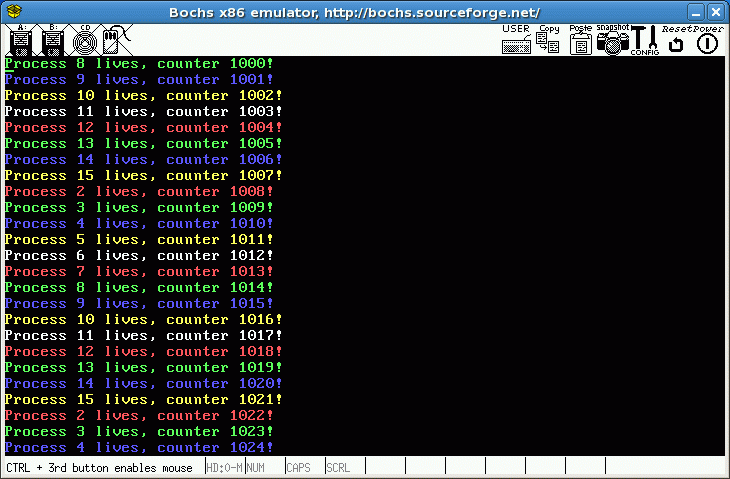 Bochs x86 emulator, http://bochs.sourceforge.net/
A: B: CD USER Copy Paste snapshot CONFIG Reset Power
Process 8 lives, counter 1000!
Process 9 lives, counter 1001!
Process 10 lives, counter 1002!
Process 11 lives, counter 1003!
Process 12 lives, counter 1004!
Process 13 lives, counter 1005!
Process 14 lives, counter 1006!
Process 15 lives, counter 1007!
Process 2 lives, counter 1008!
Process 3 lives, counter 1009!
Process 4 lives, counter 1010!
Process 5 lives, counter 1011!
Process 6 lives, counter 1012!
Process 7 lives, counter 1013!
Process 8 lives, counter 1014!
Process 9 lives, counter 1015!
Process 10 lives, counter 1016!
Process 11 lives, counter 1017!
Process 12 lives, counter 1018!
Process 13 lives, counter 1019!
Process 14 lives, counter 1020!
Process 15 lives, counter 1021!
Process 2 lives, counter 1022!
Process 3 lives, counter 1023!
Process 4 lives, counter 1024!
CTRL + 3rd button enables mouse HD:0-M NUM CAPS SCRL